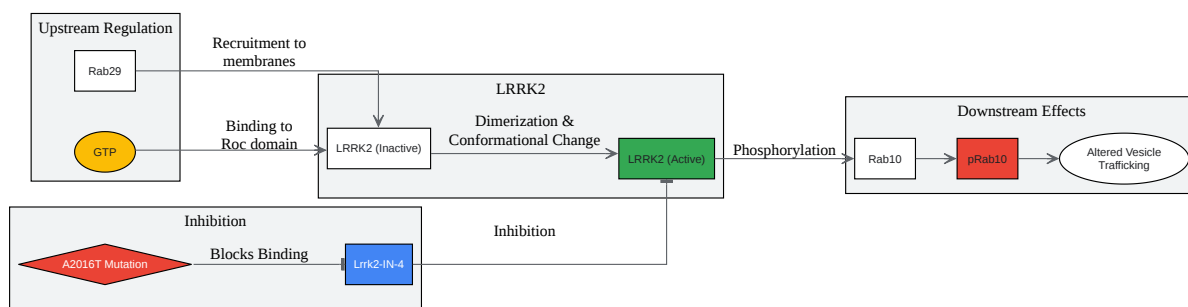 Upstream Regulation
Rab29
Recruitment to
membranes
GTP
Binding to
Roc domain
LRRK2
LRRK2 (Inactive)
Dimerization &
Conformational Change
LRRK2 (Active)
Phosphorylation
Downstream Effects
Rab10
pRab10
Altered Vesicle
Trafficking
Inhibition
A2016T Mutation
Blocks Binding
Lrrk2-IN-4
Inhibition